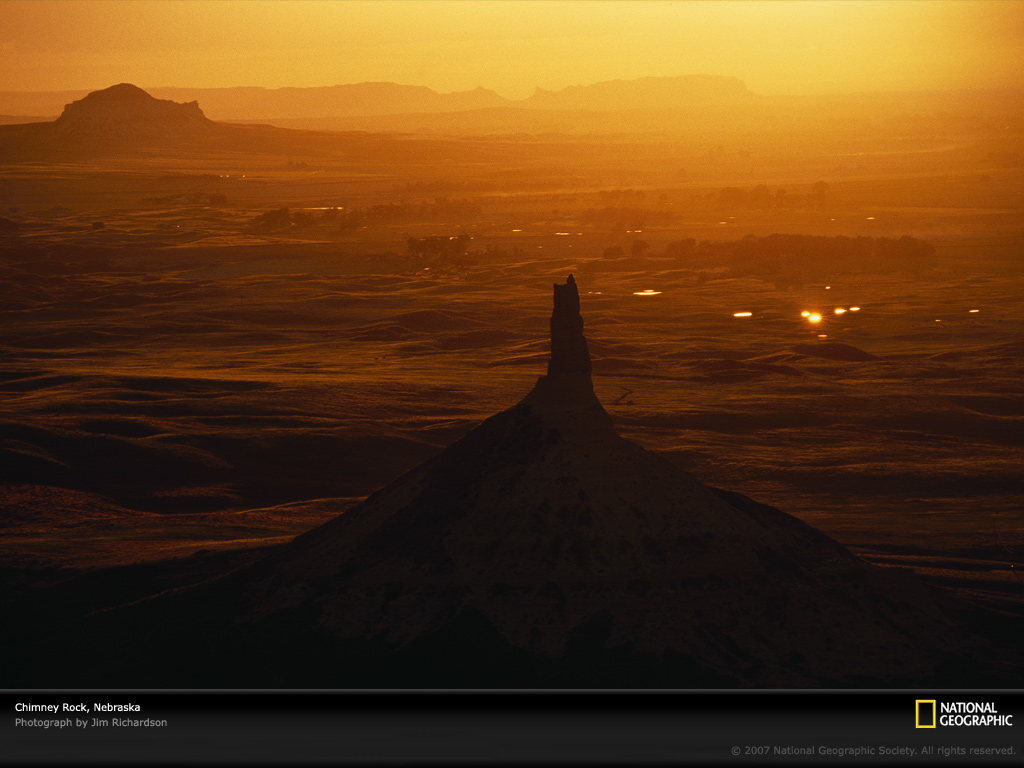 Chimney Rock, Nebraska
Photograph by Jim Richardson
NATIONAL
GEOGRAPHIC
© 2007 National Geographic Society. All rights reserved.